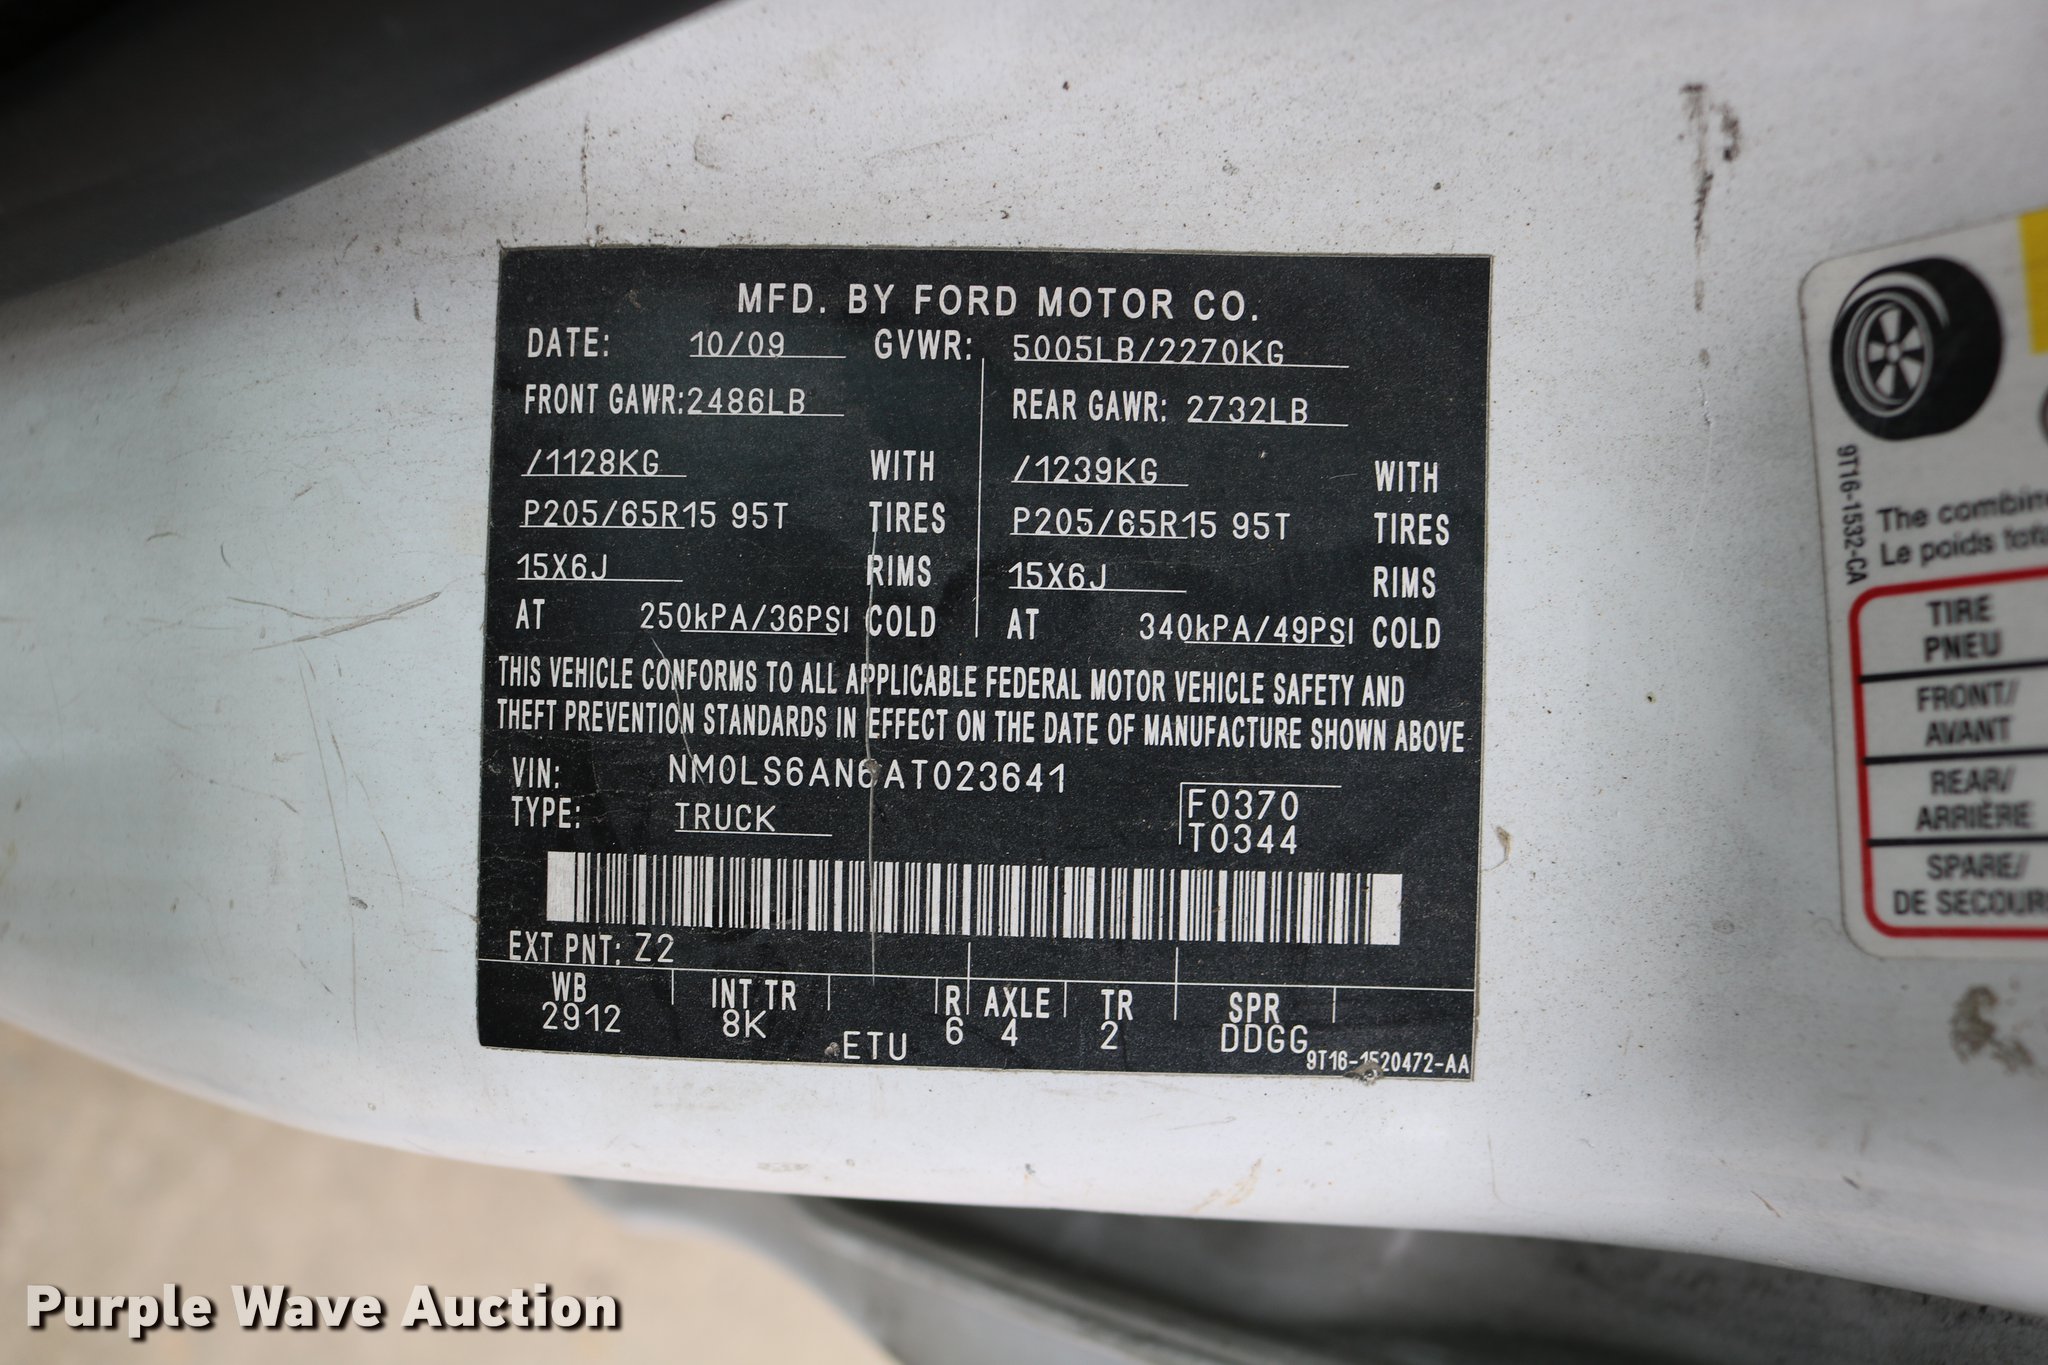 MFD. BY FORD MOTOR CO.
DATE: 10/09 GVWR: 5005LB/2270KG
FRONT GAWR: 2486LB REAR GAWR: 2732LB
/1128KG WITH /1239KG WITH
P205/65R15 95T TIRES P205/65R15 95T TIRES
15X6J RIMS 15X6J RIMS
AT 250kPA/36PSI COLD AT 340kPA/49PSI COLD
THIS VEHICLE CONFORMS TO ALL APPLICABLE FEDERAL MOTOR VEHICLE SAFETY AND
THEFT PREVENTION STANDARDS IN EFFECT ON THE DATE OF MANUFACTURE SHOWN ABOVE
VIN: NM0LS6AN6AT023641
TYPE: TRUCK F0370
T0344
EXT PNT: Z2
WB INT TR R AXLE TR SPR
2912 8K 6 4 2 DDGG
ETU
9T16-1520472-AA
9T16-1532-CA
The
Le poids
TIRE
PNEU
FRONT/
AVANT
REAR/
ARRIÈRE
SPARE/
DE SECOURS
Purple Wave Auction